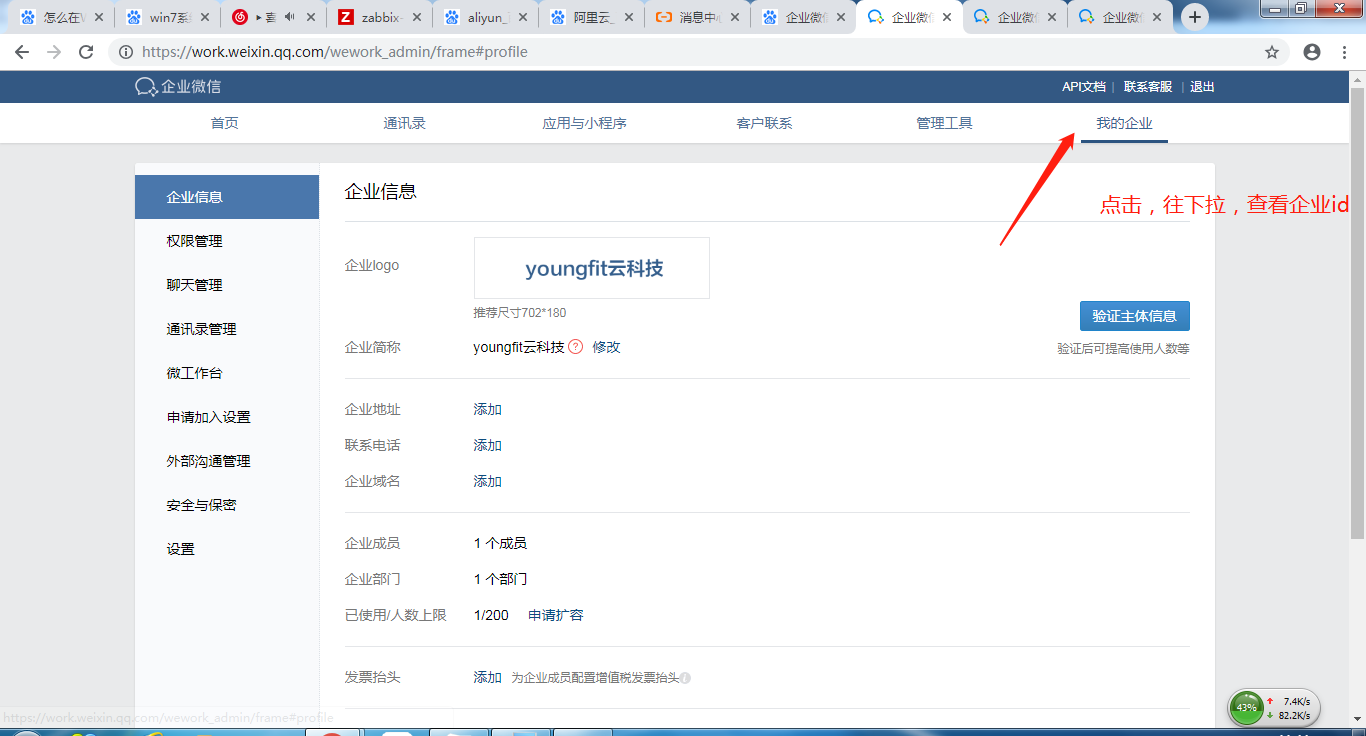 怎么在
win7系
喜
zabbix-
aliyun_
阿里云_
消息中心
企业微信
企业微信
企业微信
企业微信
https://work.weixin.qq.com/wework_admin/frame#profile
企业微信
API文档 | 联系客服 | 退出
首页
通讯录
应用与小程序
客户联系
管理工具
我的企业
企业信息
权限管理
聊天管理
通讯录管理
微工作台
申请加入设置
外部沟通管理
安全与保密
设置
企业信息
点击，往下拉，查看企业id
企业logo
youngfit云科技
推荐尺寸702*180
验证主体信息
验证后可提高使用人数等
企业简称 youngfit云科技 ? 修改
企业地址 添加
联系电话 添加
企业域名 添加
企业成员 1 个成员
企业部门 1 个部门
已使用/人数上限 1/200 申请扩容
发票抬头 添加 为企业成员配置增值税发票抬头
https://work.weixin.qq.com/wework_admin/frame#profile
43%
7.4K/s
82.2K/s